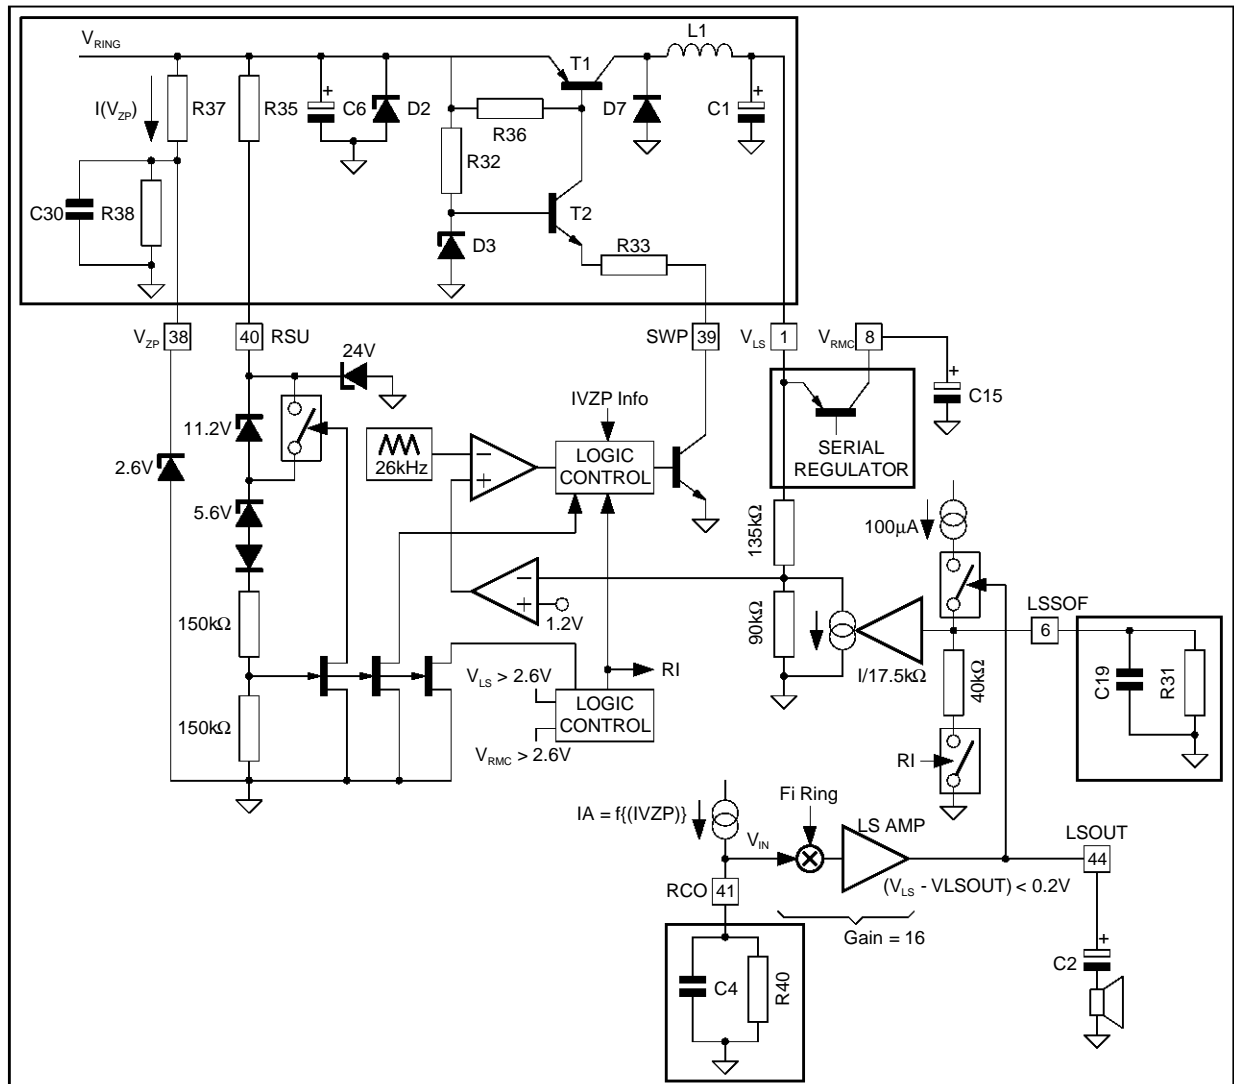 VRING
L1
T1
I(VZP)
R37
R35
C6
D2
R36
D7
C1
R32
C30
R38
T2
D3
R33
VZP
38
40
RSU
SWP
39
VLS
1
VRMC
8
24V
11.2V
2.6V
5.6V
IVZP Info
26kHz
LOGIC
CONTROL
SERIAL
REGULATOR
C15
135kΩ
100µA
1.2V
90kΩ
I/17.5kΩ
LSSOF
6
40kΩ
C19
R31
150kΩ
150kΩ
VLS > 2.6V
RI
LOGIC
CONTROL
VRMC > 2.6V
RI
IA = f{(IVZP)}
Fi Ring
VIN
LS AMP
LSOUT
44
RCO
41
(VLS - VLSOUT) < 0.2V
Gain = 16
C4
R40
C2